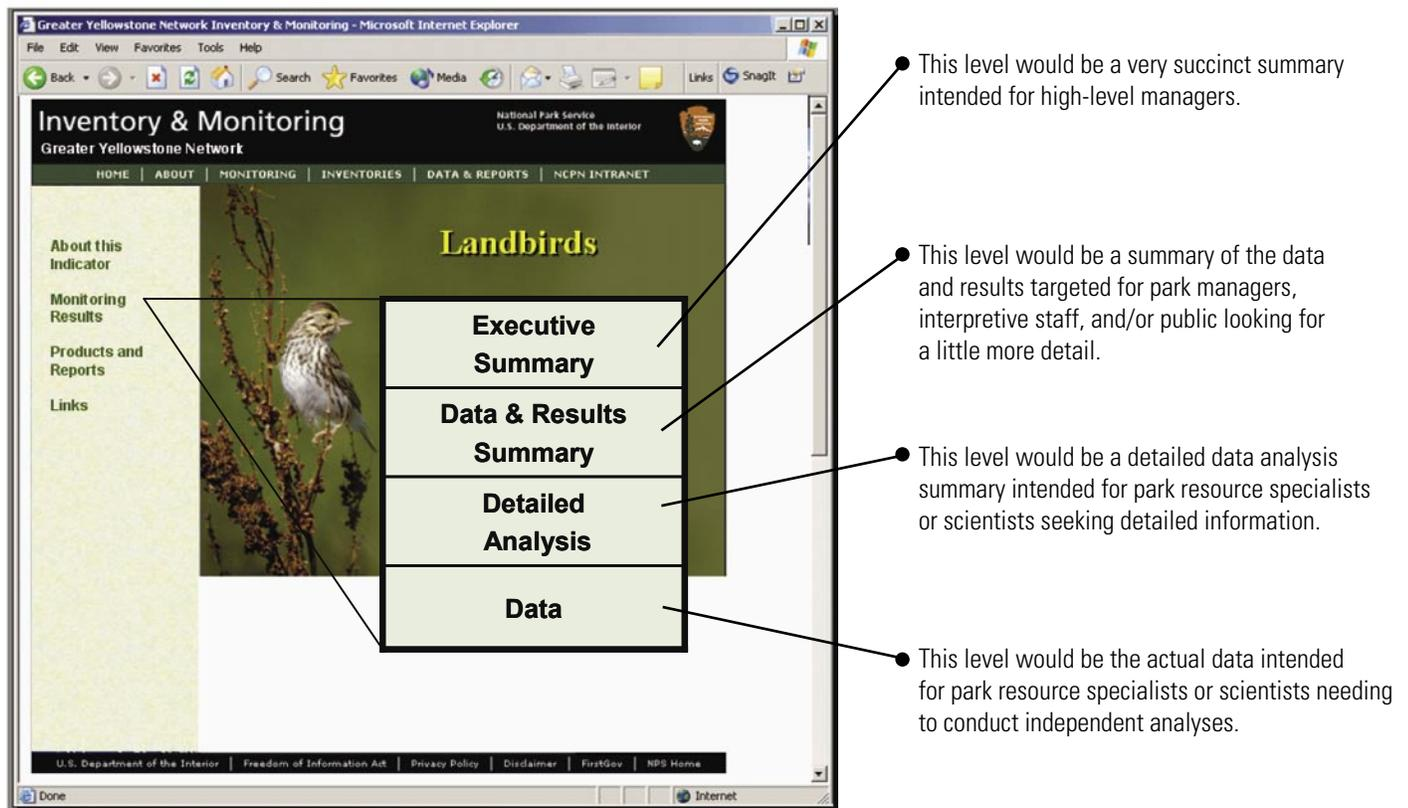 Greater Yellowstone Network Inventory & Monitoring - Microsoft Internet Explorer
File Edit View Favorites Tools Help
Back Search Favorites Media Links SnagIt
Inventory & Monitoring
Greater Yellowstone Network
National Park Service
U.S. Department of the Interior
HOME | ABOUT | MONITORING | INVENTORIES | DATA & REPORTS | NCPN INTRANET
About this
Indicator
Monitoring
Results
Products and
Reports
Links
Landbirds
Executive
Summary
Data & Results
Summary
Detailed
Analysis
Data
U.S. Department of the Interior | Freedom of Information Act | Privacy Policy | Disclaimer | FirstGov | NPS Home
Done Internet
This level would be a very succinct summary
intended for high-level managers.
This level would be a summary of the data
and results targeted for park managers,
interpretive staff, and/or public looking for
a little more detail.
This level would be a detailed data analysis
summary intended for park resource specialists
or scientists seeking detailed information.
This level would be the actual data intended
for park resource specialists or scientists needing
to conduct independent analyses.